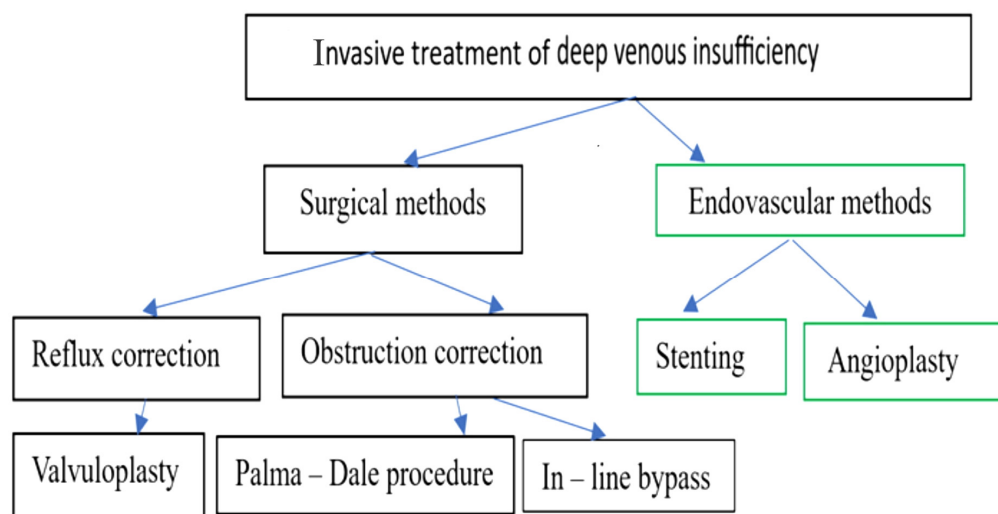 Invasive treatment of deep venous insufficiency
Surgical methods
Endovascular methods
Reflux correction
Obstruction correction
Stenting
Angioplasty
Valvuloplasty
Palma – Dale procedure
In – line bypass